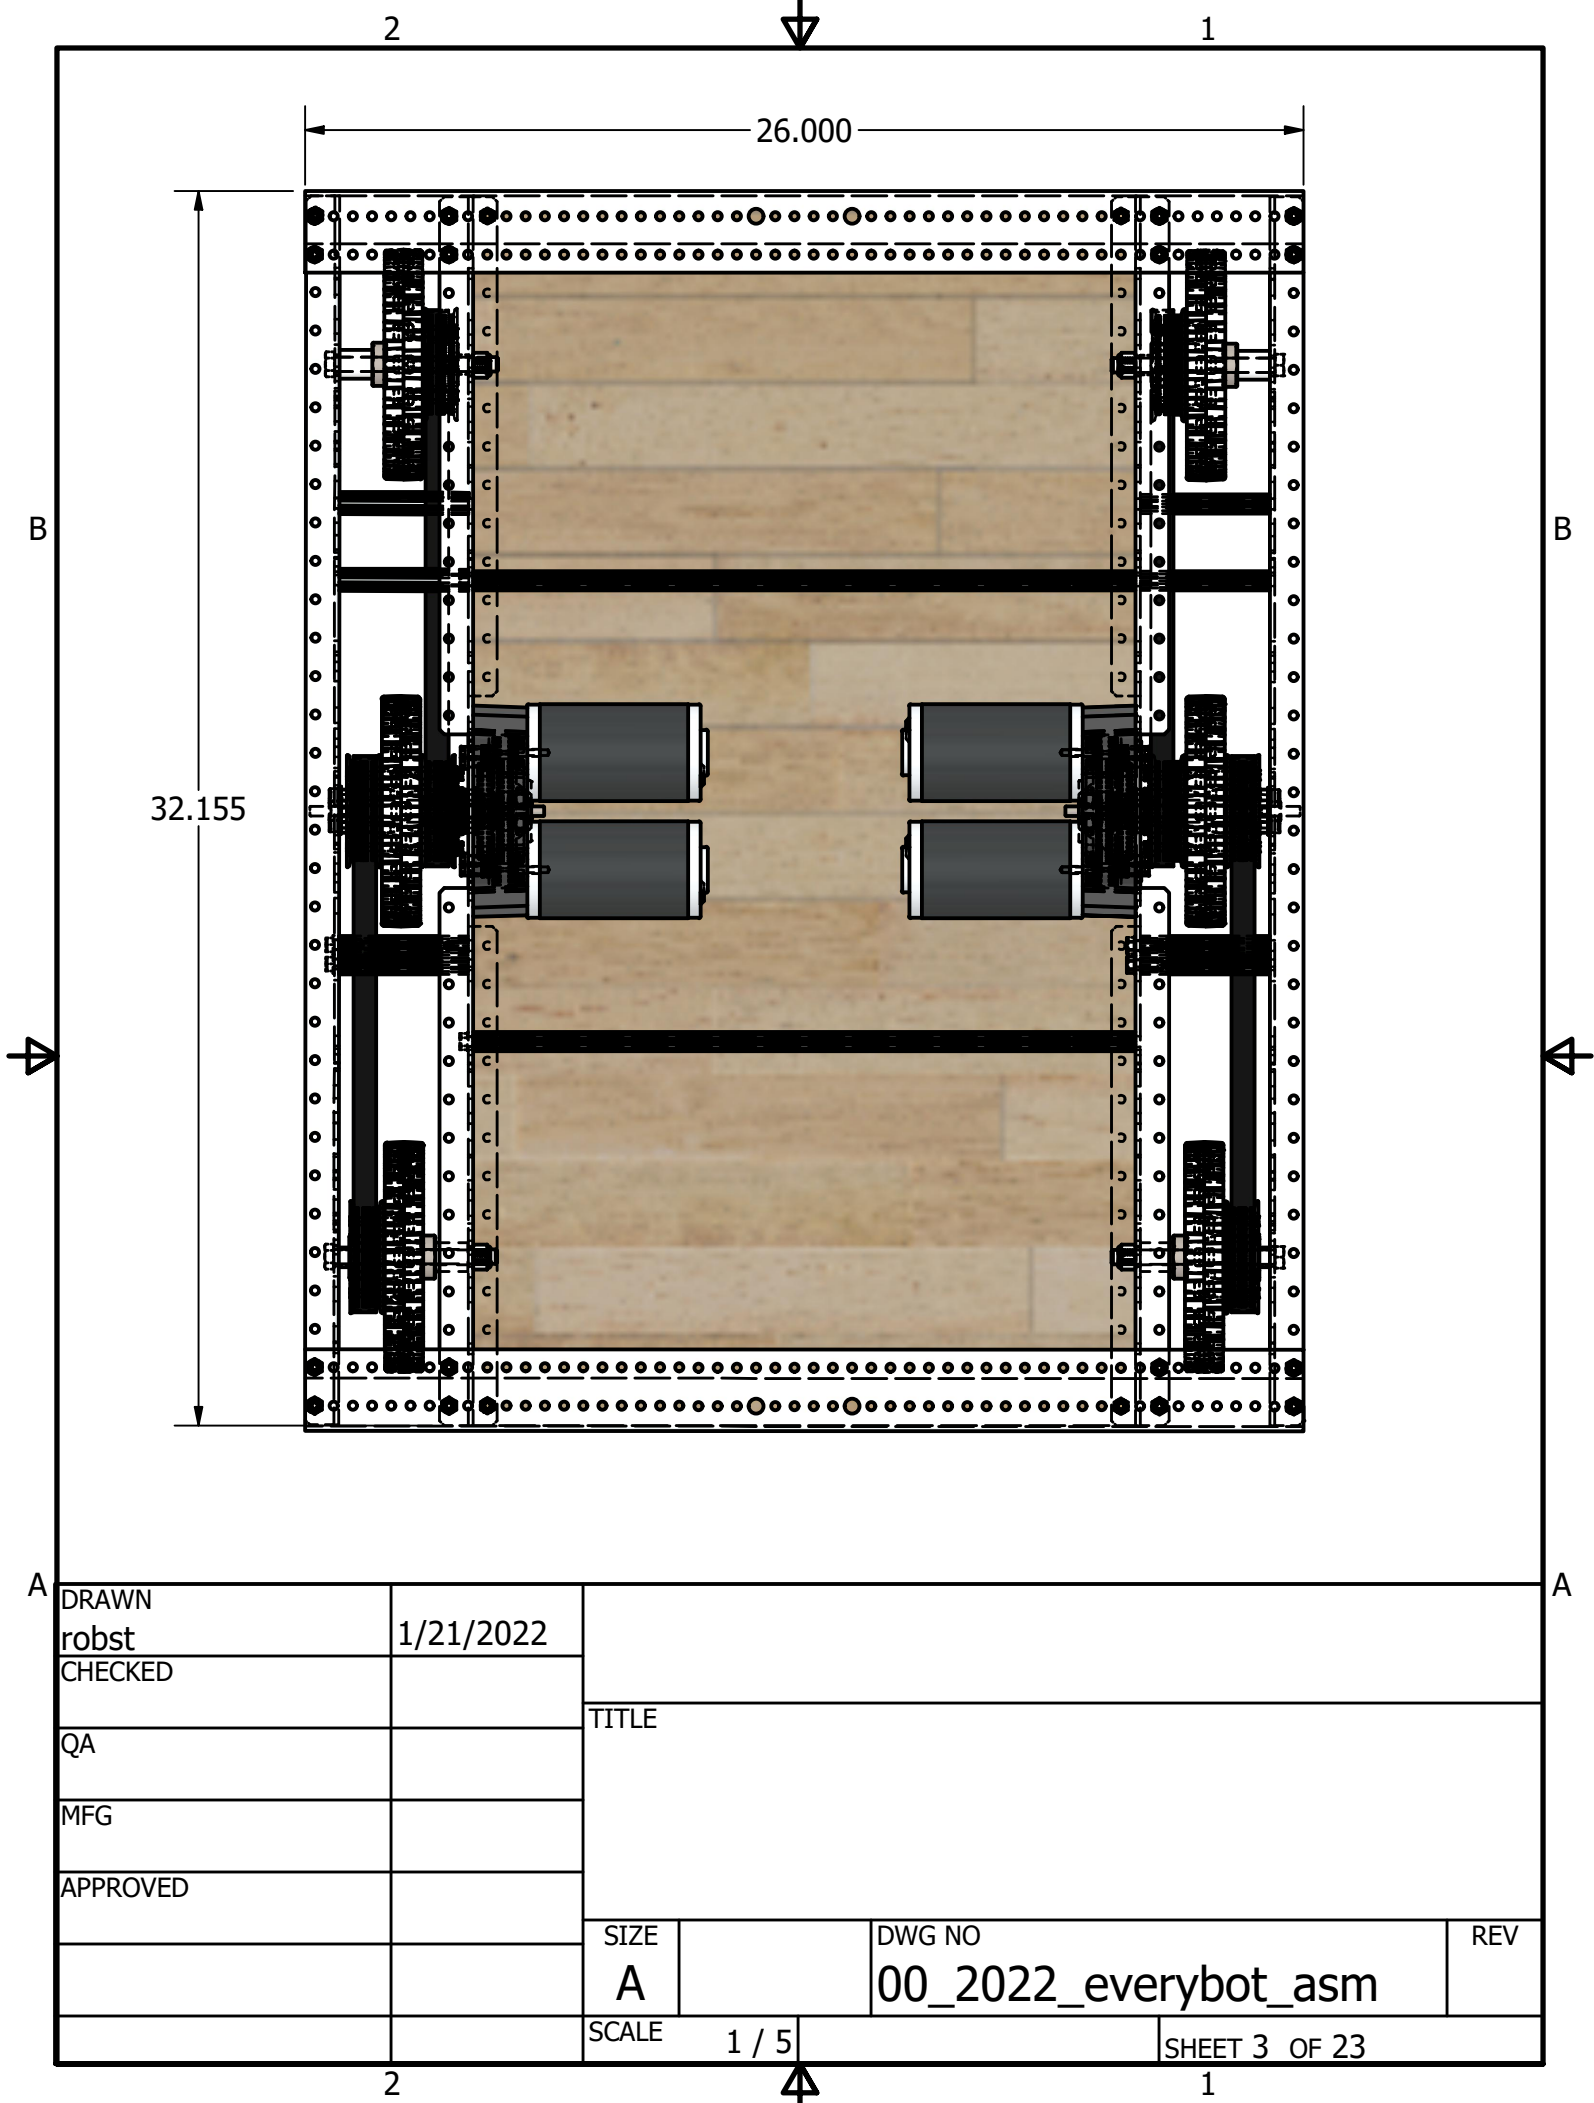 2
1
26.000
32.155
B
B
A
A
DRAWN
robst
1/21/2022
CHECKED
QA
MFG
APPROVED
TITLE
SIZE
A
DWG NO
00_2022_everybot_asm
REV
SCALE
1 / 5
SHEET 3 OF 23
2
1